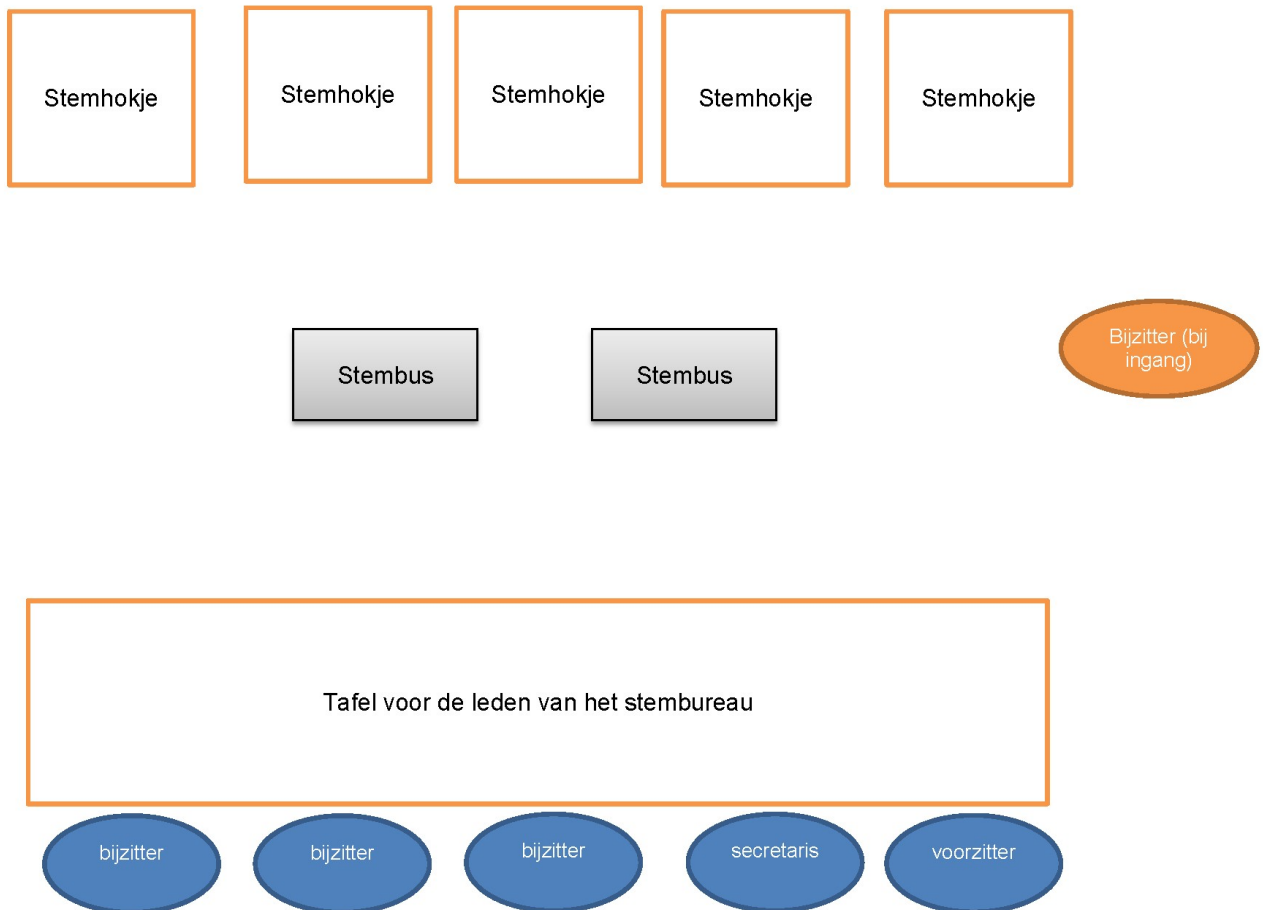 Stemhokje
Stemhokje
Stemhokje
Stemhokje
Stemhokje
Bijzitter (bij
ingang)
Stembus
Stembus
Tafel voor de leden van het stembureau
bijzitter
bijzitter
bijzitter
secretaris
voorzitter